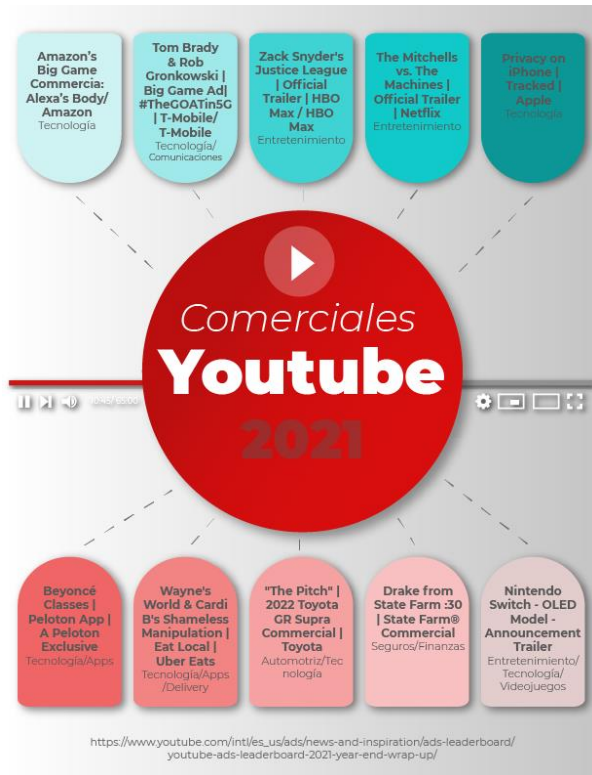 Amazon's
Big Game
Commercia:
Alexa's Body/
Amazon
Tecnología
Tom Brady
& Rob
Gronkowski |
Big Game Ad|
#TheGOATin5G
| T-Mobile/
T-Mobile
Tecnología/
Comunicaciones
Zack Snyder's
Justice League
| Official
Trailer | HBO
Max / HBO
Max
Entretenimiento
The Mitchells
vs. The
Machines |
Official Trailer
| Netflix
Entretenimiento
Privacy on
iPhone |
Tracked |
Apple
Tecnología
Comerciales
Youtube
2021
Beyoncé
Classes |
Peloton App |
A Peloton
Exclusive
Tecnología/Apps
Wayne's
World & Cardi
B's Shameless
Manipulation |
Eat Local |
Uber Eats
Tecnología/Apps
/Delivery
"The Pitch" |
2022 Toyota
GR Supra
Commercial |
Toyota
Automotriz/Tec
nología
Drake from
State Farm :30
| State Farm®
Commercial
Seguros/Finanzas
Nintendo
Switch - OLED
Model -
Announcement
Trailer
Entretenimiento/
Tecnología/
Videojuegos
https://www.youtube.com/intl/es_us/ads/news-and-inspiration/ads-leaderboard/
youtube-ads-leaderboard-2021-year-end-wrap-up/